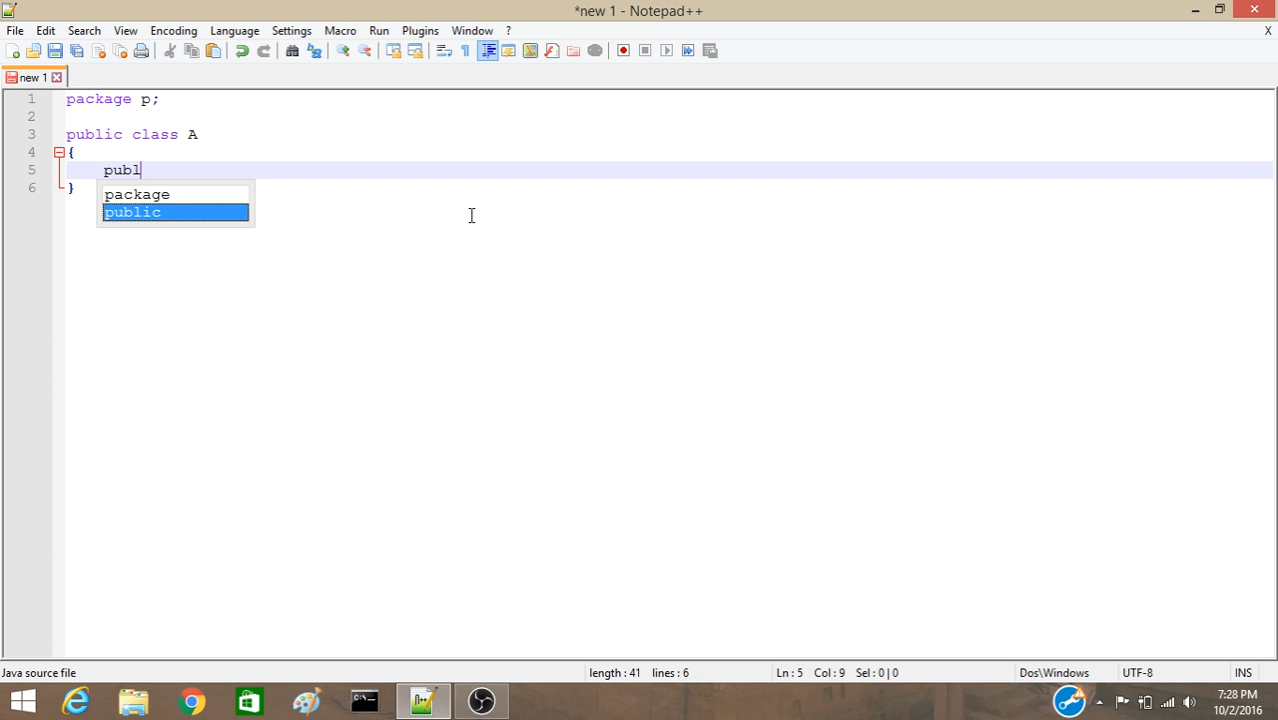 *new 1 - Notepad++
File Edit Search View Encoding Language Settings Macro Run Plugins Window ? X
new 1
1 package p;
2
3 public class A
4 {
5 publ
6 }
package
public
Java source file length : 41 lines : 6 Ln : 5 Col : 9 Sel : 0 | 0 Dos\Windows UTF-8 INS
7:28 PM
10/2/2016